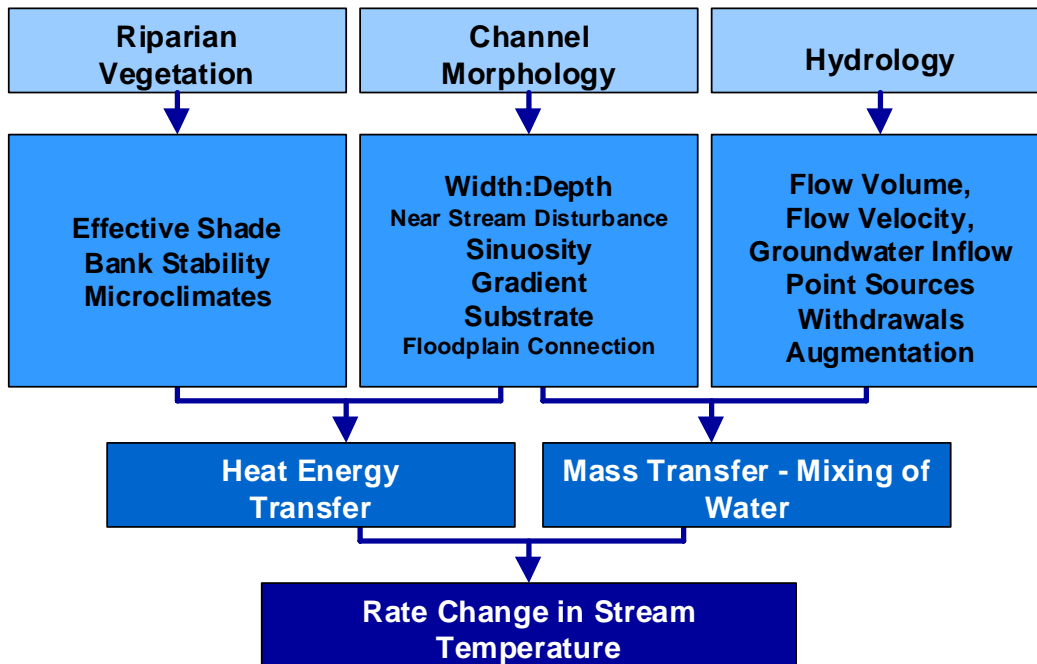 Riparian
Vegetation
Channel
Morphology
Hydrology
Effective Shade
Bank Stability
Microclimates
Width:Depth
Near Stream Disturbance
Sinuosity
Gradient
Substrate
Floodplain Connection
Flow Volume,
Flow Velocity,
Groundwater Inflow
Point Sources
Withdrawals
Augmentation
Heat Energy
Transfer
Mass Transfer - Mixing of
Water
Rate Change in Stream
Temperature